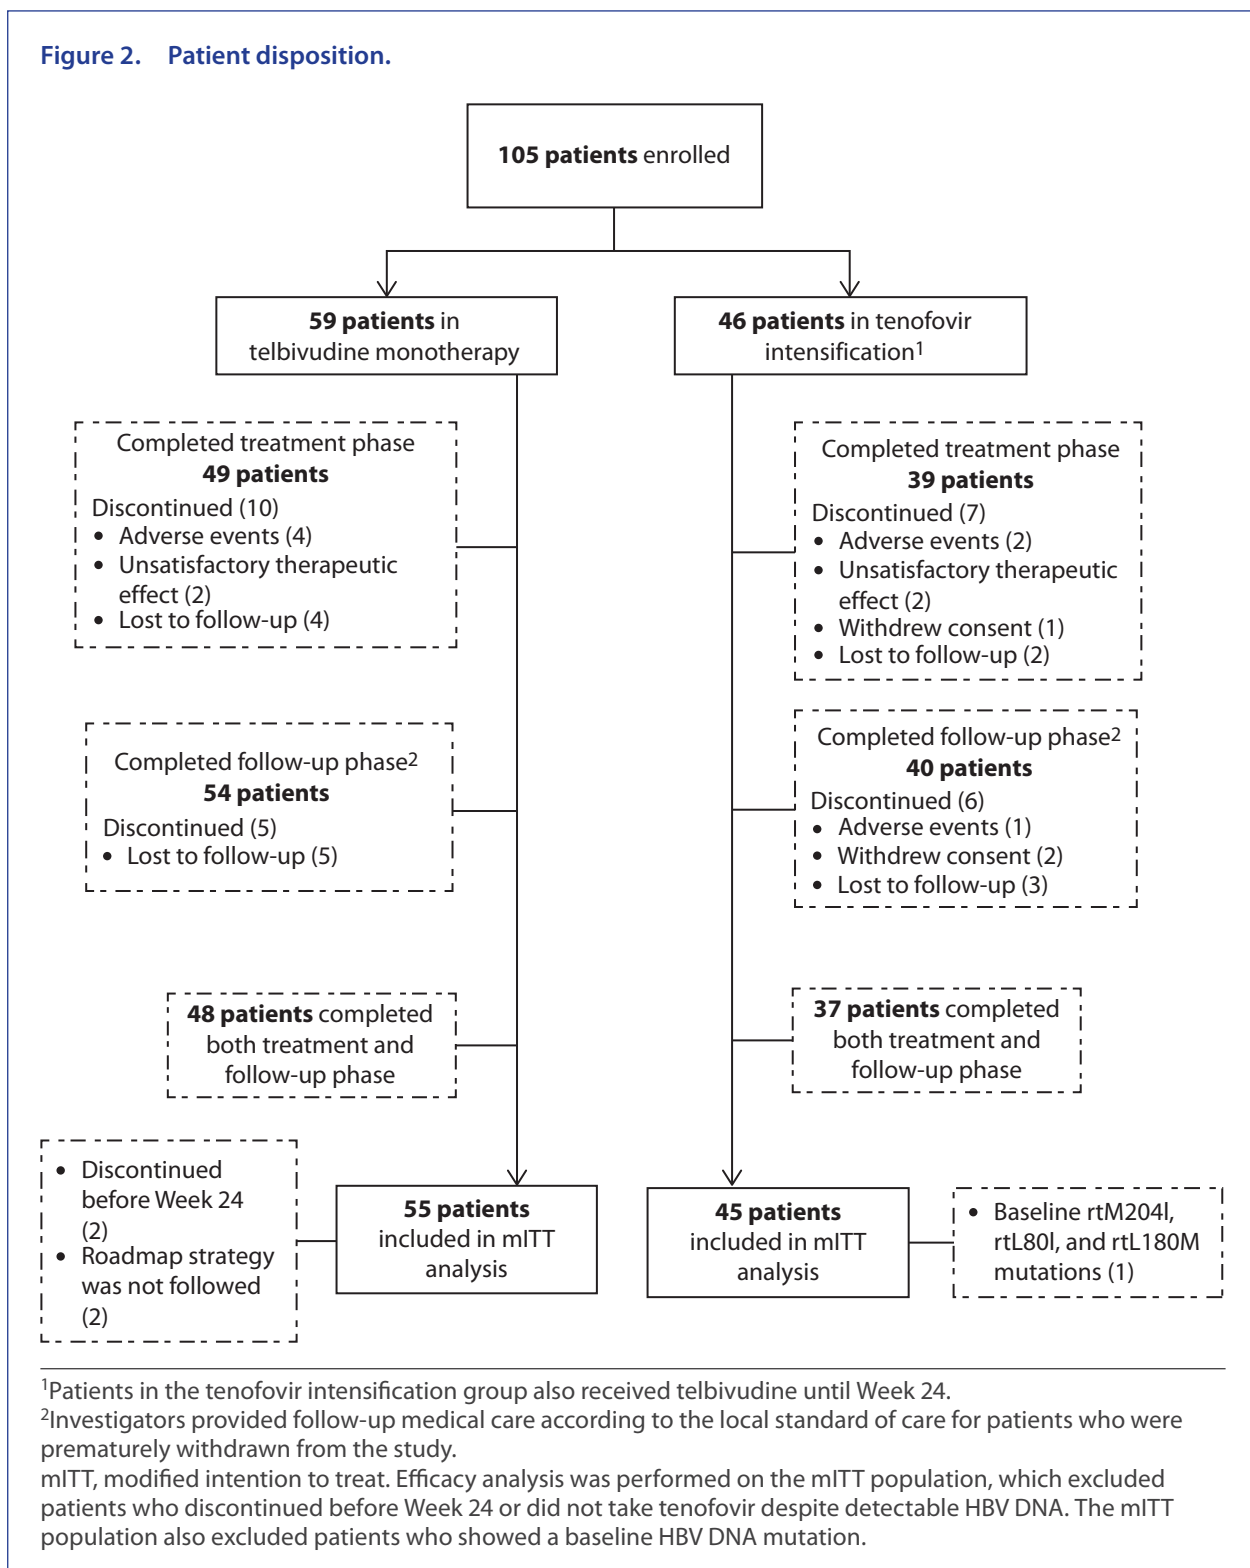 Figure 2. Patient disposition.
105 patients enrolled
59 patients in
telbivudine monotherapy
46 patients in tenofovir
intensification1
Completed treatment phase
49 patients
Discontinued (10)
• Adverse events (4)
• Unsatisfactory therapeutic
effect (2)
• Lost to follow-up (4)
Completed treatment phase
39 patients
Discontinued (7)
• Adverse events (2)
• Unsatisfactory therapeutic
effect (2)
• Withdrew consent (1)
• Lost to follow-up (2)
Completed follow-up phase2
54 patients
Discontinued (5)
• Lost to follow-up (5)
Completed follow-up phase2
40 patients
Discontinued (6)
• Adverse events (1)
• Withdrew consent (2)
• Lost to follow-up (3)
48 patients completed
both treatment and
follow-up phase
37 patients completed
both treatment and
follow-up phase
• Discontinued
before Week 24
(2)
• Roadmap strategy
was not followed
(2)
55 patients
included in mITT
analysis
45 patients
included in mITT
analysis
• Baseline rtM204I,
rtL80I, and rtL180M
mutations (1)
1Patients in the tenofovir intensification group also received telbivudine until Week 24.
2Investigators provided follow-up medical care according to the local standard of care for patients who were
prematurely withdrawn from the study.
mITT, modified intention to treat. Efficacy analysis was performed on the mITT population, which excluded
patients who discontinued before Week 24 or did not take tenofovir despite detectable HBV DNA. The mITT
population also excluded patients who showed a baseline HBV DNA mutation.